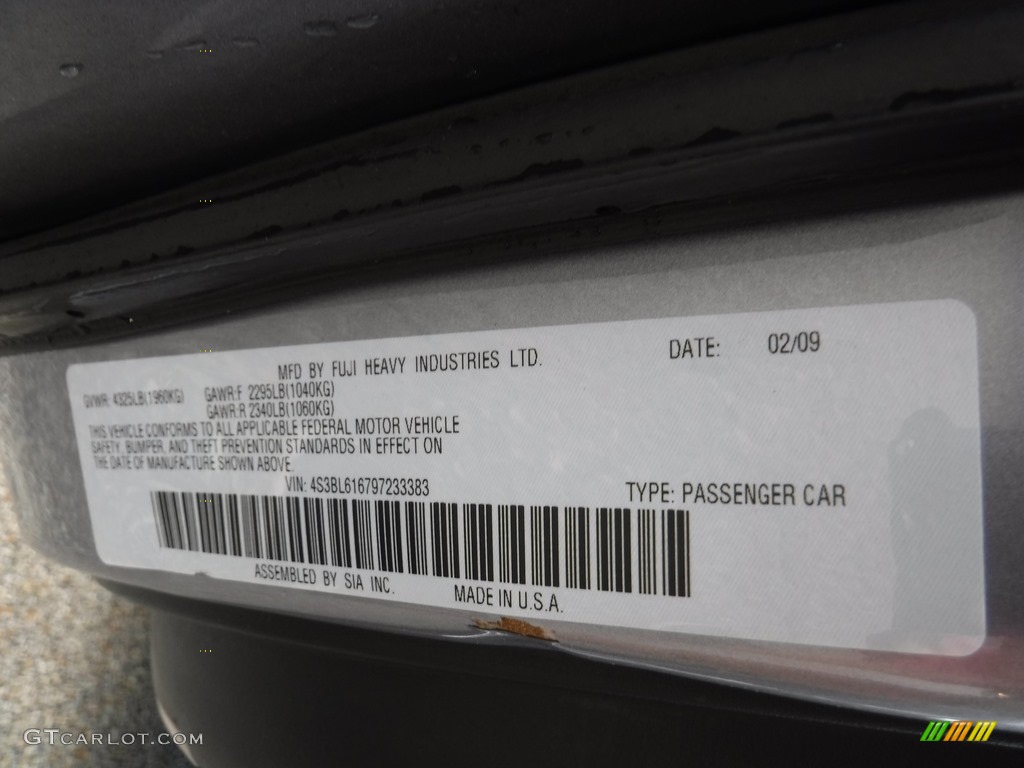 MFD BY FUJI HEAVY INDUSTRIES LTD. DATE: 02/09
GVWR: 4325LB(1960KG) GAWR:F 2295LB(1040KG)
GAWR:R 2340LB(1060KG)
THIS VEHICLE CONFORMS TO ALL APPLICABLE FEDERAL MOTOR VEHICLE
SAFETY, BUMPER, AND THEFT PREVENTION STANDARDS IN EFFECT ON
THE DATE OF MANUFACTURE SHOWN ABOVE.
VIN: 4S3BL616797233383 TYPE: PASSENGER CAR
ASSEMBLED BY SIA INC. MADE IN U.S.A.
GTCARLOT.COM